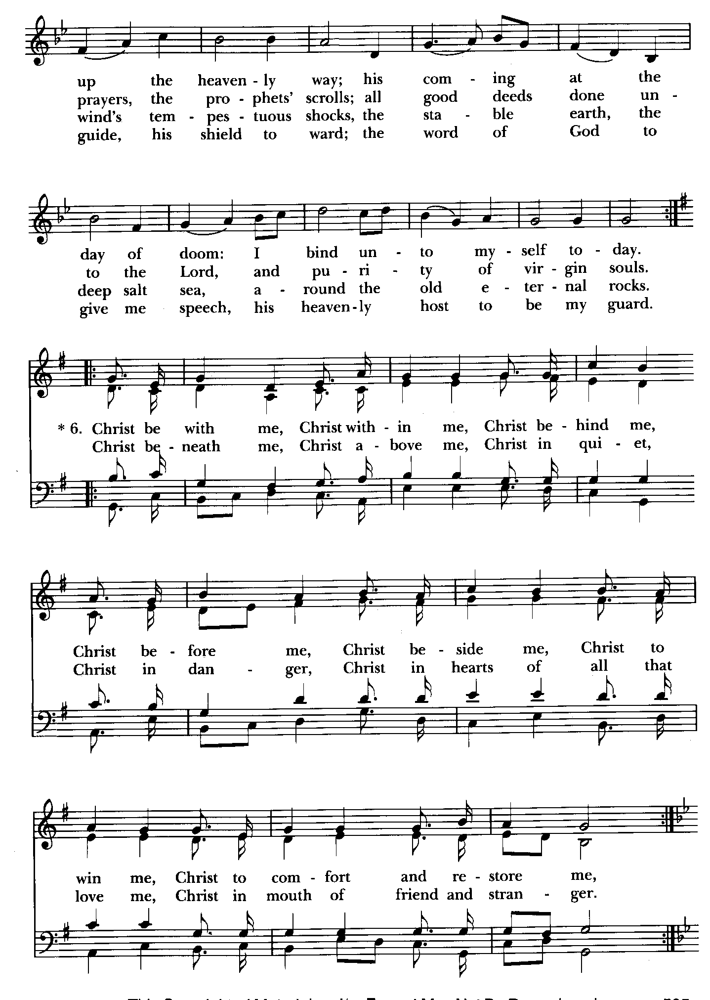 up the heaven - ly way; his com - ing at the
prayers, the pro - phets' scrolls; all good deeds done un -
wind's tem - pes - tuous shocks, the sta - ble earth, the
guide, his shield to ward; the word of God to
day of doom: I bind un - to my - self to - day.
to the Lord, and pu - ri - ty of vir - gin souls.
deep salt sea, a - round the old e - ter - nal rocks.
give me speech, his heaven - ly host to be my guard.
* 6. Christ be with me, Christ with - in me, Christ be - hind me,
Christ be - neath me, Christ a - bove me, Christ in qui - et,
Christ be - fore me, Christ be - side me, Christ to
Christ in dan - ger, Christ in hearts of all that
win me, Christ to com - fort and re - store me,
love me, Christ in mouth of friend and stran - ger.